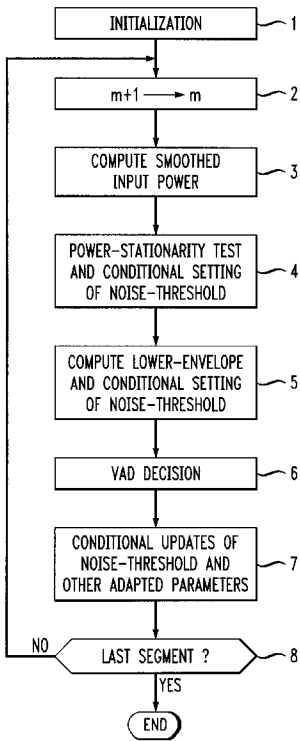 INITIALIZATION
1
m+1 ⟶ m
2
COMPUTE SMOOTHED
INPUT POWER
3
POWER-STATIONARITY TEST
AND CONDITIONAL SETTING
OF NOISE-THRESHOLD
4
COMPUTE LOWER-ENVELOPE
AND CONDITIONAL SETTING
OF NOISE-THRESHOLD
5
VAD DECISION
6
CONDITIONAL UPDATES OF
NOISE-THRESHOLD AND
OTHER ADAPTED PARAMETERS
7
NO
LAST SEGMENT ?
8
YES
END